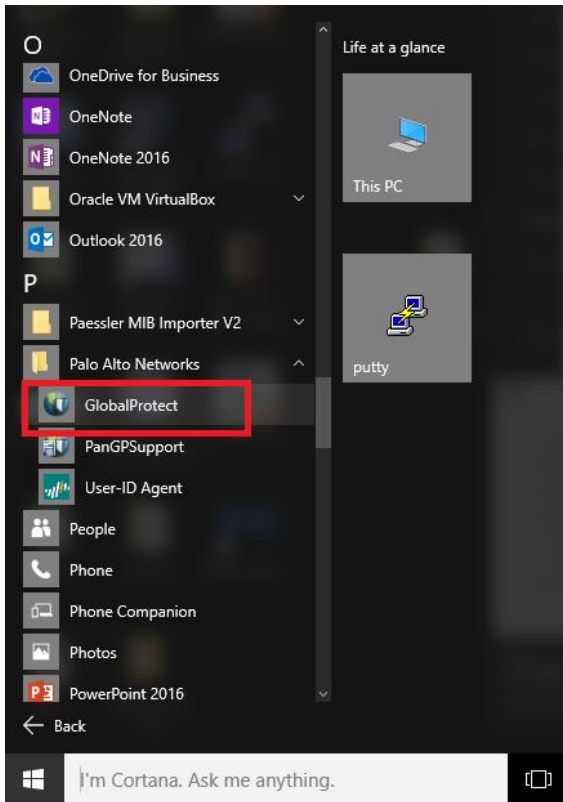 O
OneDrive for Business
OneNote
OneNote 2016
Oracle VM VirtualBox
Outlook 2016
P
Paessler MIB Importer V2
Palo Alto Networks
GlobalProtect
PanGPSupport
User-ID Agent
People
Phone
Phone Companion
Photos
PowerPoint 2016
Back
Life at a glance
This PC
putty
I'm Cortana. Ask me anything.